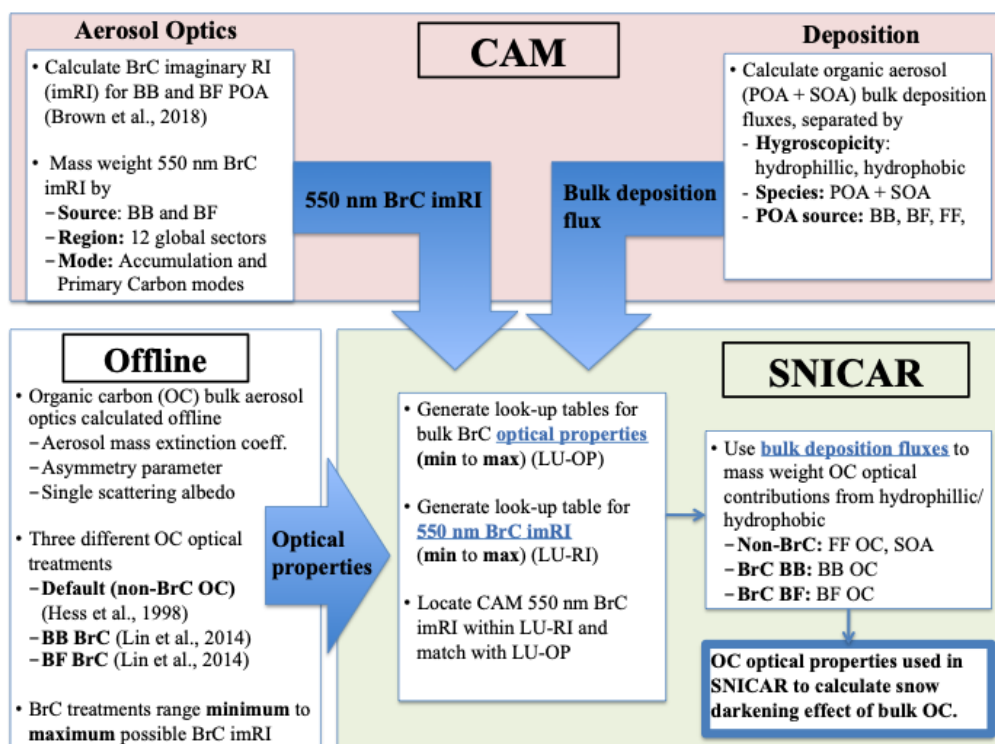 Aerosol Optics
• Calculate BrC imaginary RI
(imRI) for BB and BF POA
(Brown et al., 2018)
• Mass weight 550 nm BrC
imRI by
– Source: BB and BF
– Region: 12 global sectors
– Mode: Accumulation and
Primary Carbon modes
CAM
550 nm BrC imRI
Bulk deposition
flux
Deposition
• Calculate organic aerosol
(POA + SOA) bulk deposition
fluxes, separated by
- Hygroscopicity:
hydrophillic, hydrophobic
- Species: POA + SOA
- POA source: BB, BF, FF,
Offline
• Organic carbon (OC) bulk aerosol
optics calculated offline
– Aerosol mass extinction coeff.
– Asymmetry parameter
– Single scattering albedo
• Three different OC optical
treatments
– Default (non-BrC OC)
(Hess et al., 1998)
– BB BrC (Lin et al., 2014)
– BF BrC (Lin et al., 2014)
• BrC treatments range minimum to
maximum possible BrC imRI
Optical
properties
SNICAR
• Generate look-up tables for
bulk BrC optical properties
(min to max) (LU-OP)
• Generate look-up table for
550 nm BrC imRI
(min to max) (LU-RI)
• Locate CAM 550 nm BrC
imRI within LU-RI and
match with LU-OP
• Use bulk deposition fluxes to
mass weight OC optical
contributions from hydrophillic/
hydrophobic
– Non-BrC: FF OC, SOA
– BrC BB: BB OC
– BrC BF: BF OC
OC optical properties used in
SNICAR to calculate snow
darkening effect of bulk OC.